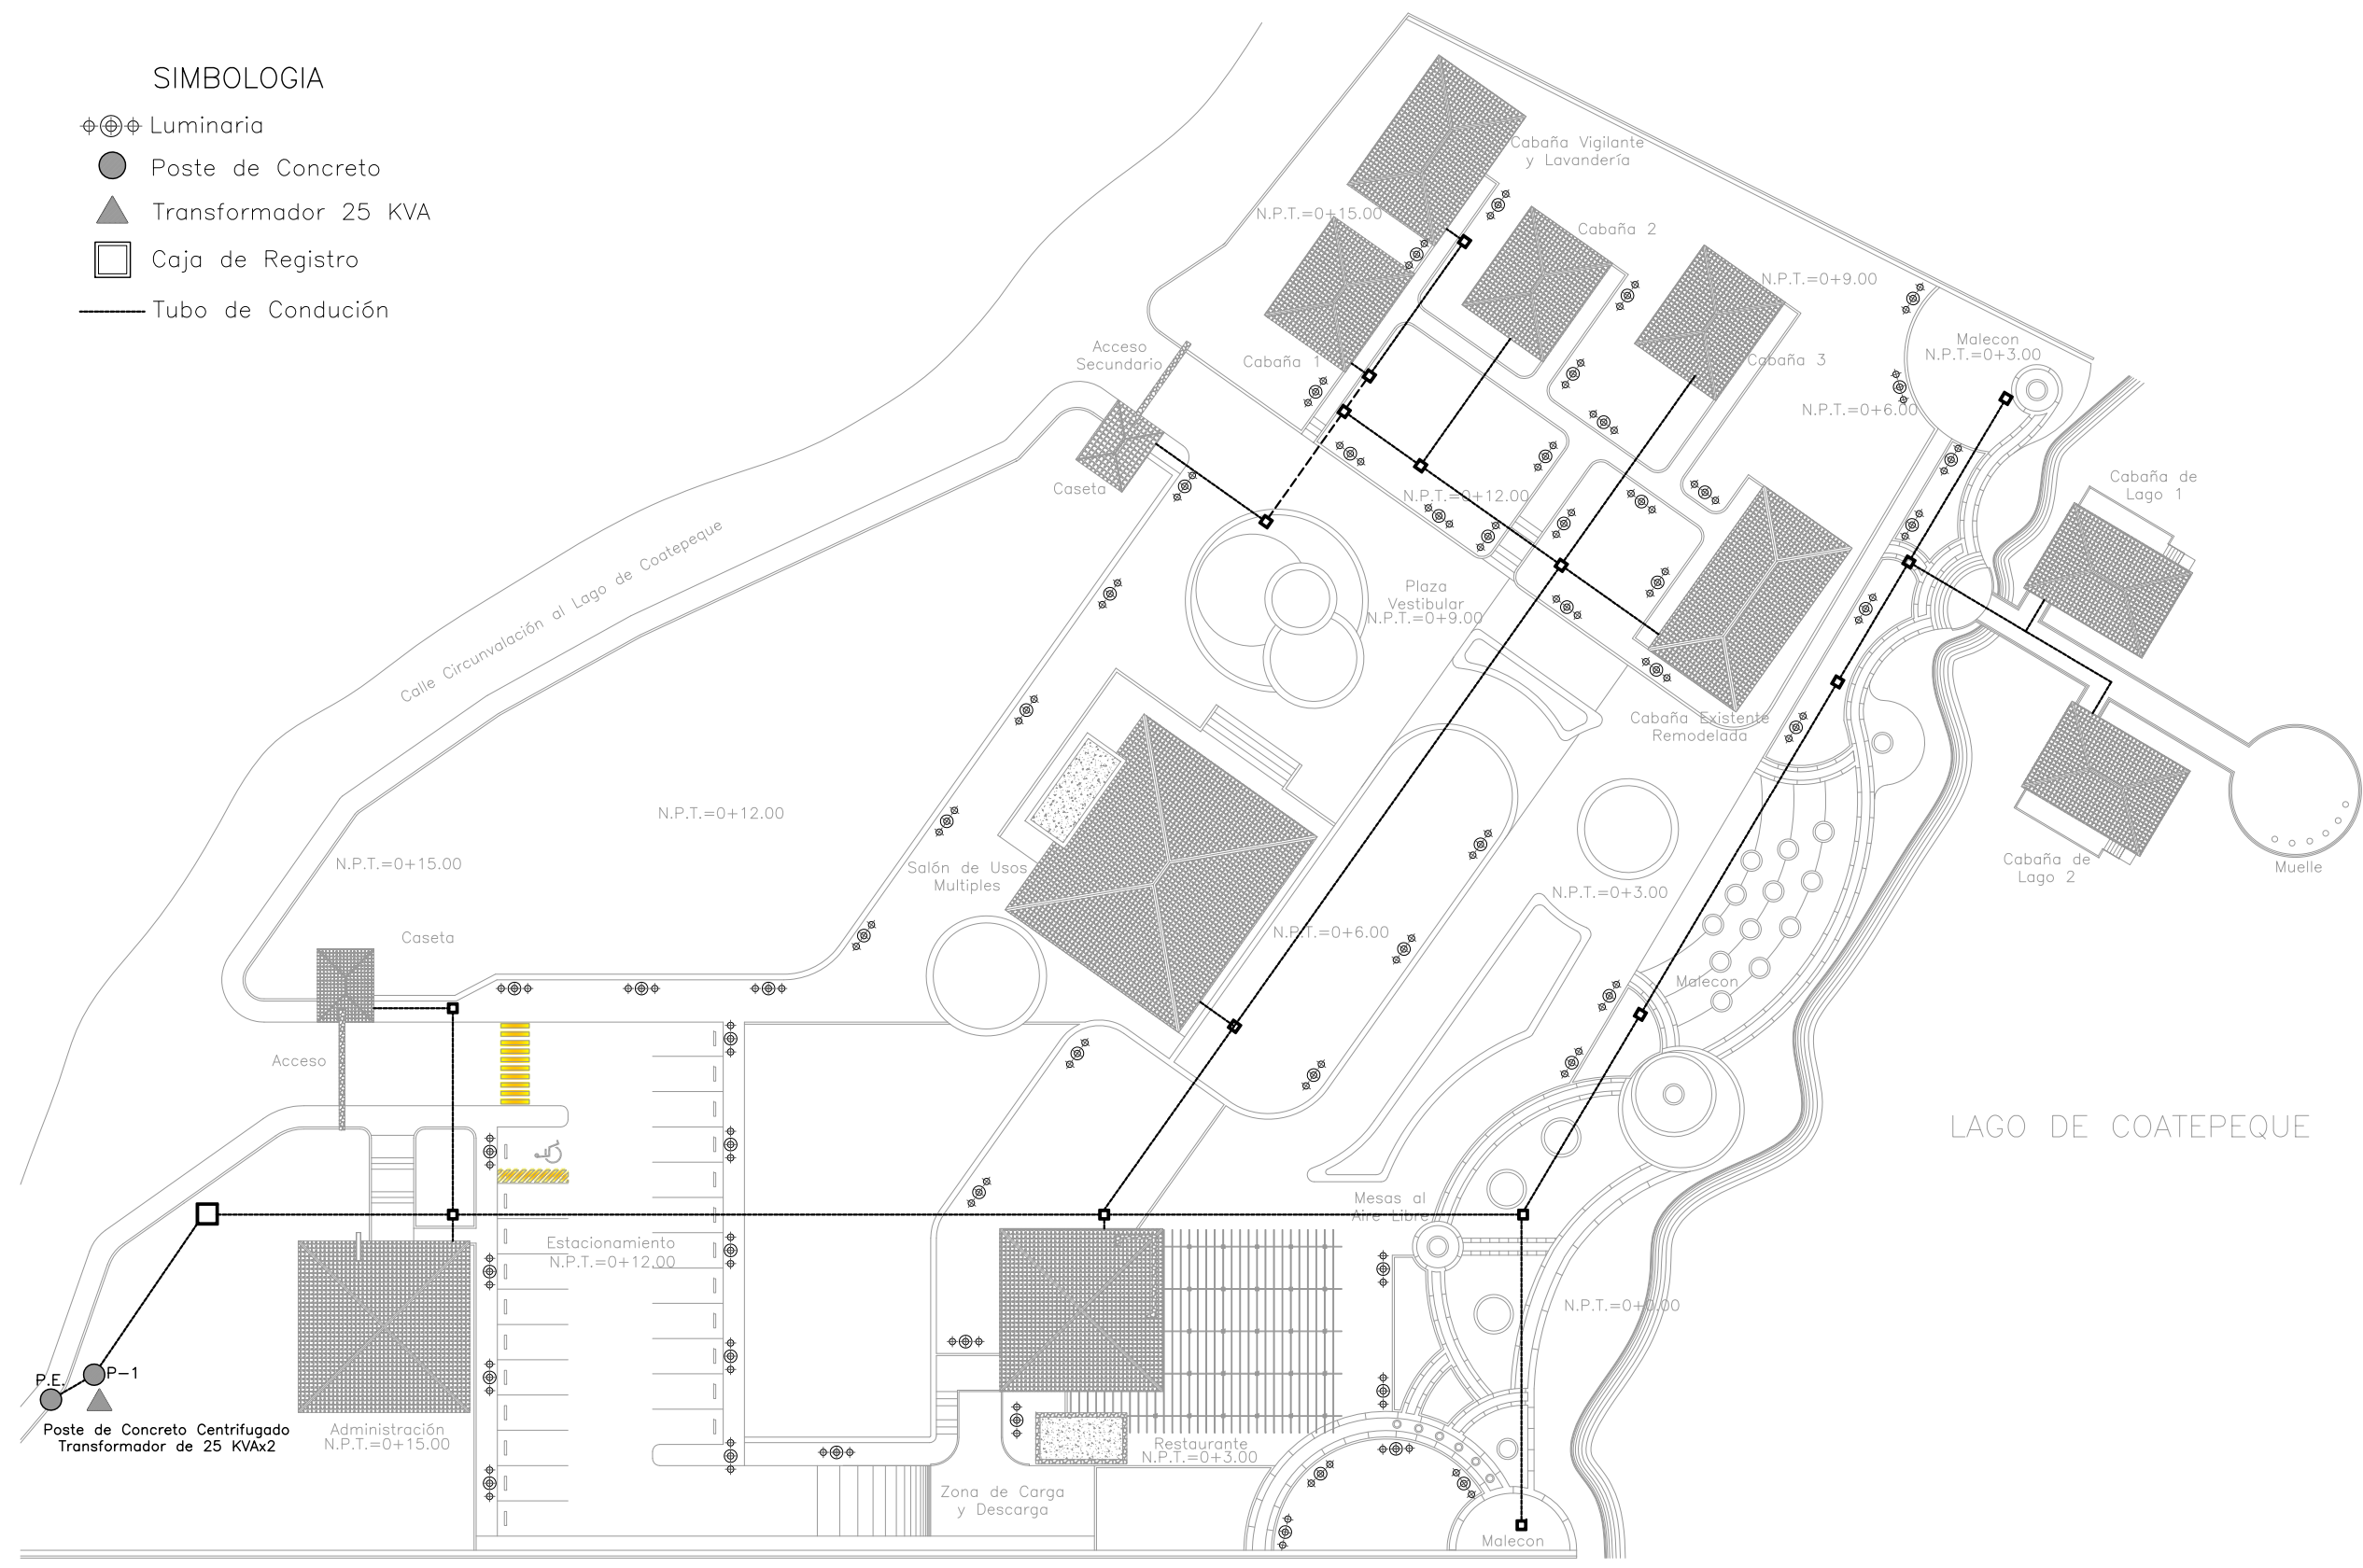 SIMBOLOGIA
Luminaria
Poste de Concreto
Transformador 25 KVA
Caja de Registro
Tubo de Condución
Cabaña Vigilante
y Lavandería
N.P.T.=0+15.00
Cabaña 2
N.P.T.=0+9.00
Malecon
N.P.T.=0+3.00
Acceso
Secundario
Cabaña 1
Cabaña 3
N.P.T.=0+6.00
Caseta
N.P.T.=0+12.00
Cabaña de
Lago 1
Calle Circunvalación al Lago de Coatepeque
Plaza
Vestibular
N.P.T.=0+9.00
Cabaña Existente
Remodelada
N.P.T.=0+12.00
N.P.T.=0+15.00
Salón de Usos
Multiples
N.P.T.=0+3.00
Cabaña de
Lago 2
Muelle
Caseta
N.P.T.=0+6.00
Malecon
Acceso
LAGO DE COATEPEQUE
Mesas al
Aire Libre
Estacionamiento
N.P.T.=0+12.00
N.P.T.=0+0.00
P.E.
P-1
Poste de Concreto Centrifugado
Transformador de 25 KVAx2
Administración
N.P.T.=0+15.00
Restaurante
N.P.T.=0+3.00
Zona de Carga
y Descarga
Malecon